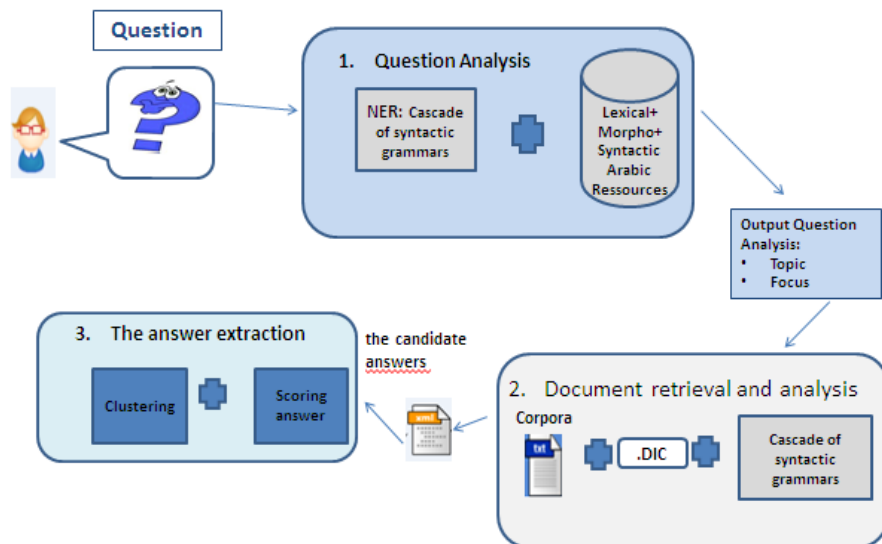 Question
1. Question Analysis
NER: Cascade
of syntactic
grammars
Lexical+
Morpho+
Syntactic
Arabic
Ressources
Output Question
Analysis:
• Topic
• Focus
2. Document retrieval and analysis
Corpora
txt
.DIC
Cascade of
syntactic
grammars
the candidate
answers
xml
3. The answer extraction
Clustering
Scoring
answer